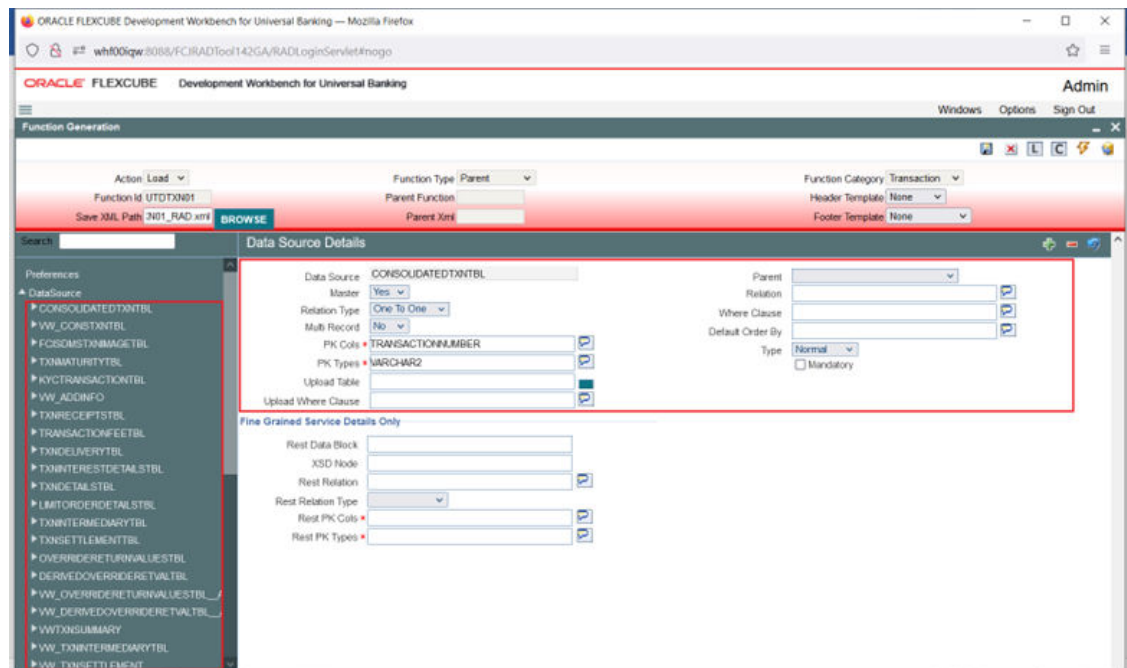 ORACLE FLEXCUBE Development Workbench for Universal Banking — Mozilla Firefox
whf00iqw:8088/FCJRADTool142GA/RADLoginServlet#nogo
ORACLE FLEXCUBE Development Workbench for Universal Banking
Admin
Windows Options Sign Out
Function Generation
L C
Action Load Function Type Parent Function Category Transaction
Function Id UTDTXN01 Parent Function Header Template None
Save XML Path N01_RAD.xml BROWSE Parent Xml Footer Template None
Search Data Source Details
Preferences
DataSource
CONSOLIDATEDTXNTBL
VW_CONSTXNTBL
FCISDMSTXNIMAGETBL
TXNMATURITYTBL
KYCTRANSACTIONTBL
VW_ADDINFO
TXNRECEIPTSTBL
TRANSACTIONFEETBL
TXNDELIVERYTBL
TXNINTERESTDETAILSTBL
TXNDETAILSTBL
LIMITORDERDETAILSTBL
TXNINTERMEDIARYTBL
TXNSETTLEMENTTBL
OVERRIDERETURNVALUESTBL
DERIVEDOVERRIDERETVALTBL
VW_OVERRIDERETURNVALUESTBL__
VW_DERIVEDOVERRIDERETVALTBL__
VWTXNSUMMARY
VW_TXNINTERMEDIARYTBL
VW_TXNSETTLEMENT
Data Source CONSOLIDATEDTXNTBL
Master Yes
Relation Type One To One
Multi Record No
PK Cols * TRANSACTIONNUMBER
PK Types * VARCHAR2
Upload Table
Upload Where Clause
Parent
Relation
Where Clause
Default Order By
Type Normal
Mandatory
Fine Grained Service Details Only
Rest Data Block
XSD Node
Rest Relation
Rest Relation Type
Rest PK Cols *
Rest PK Types *